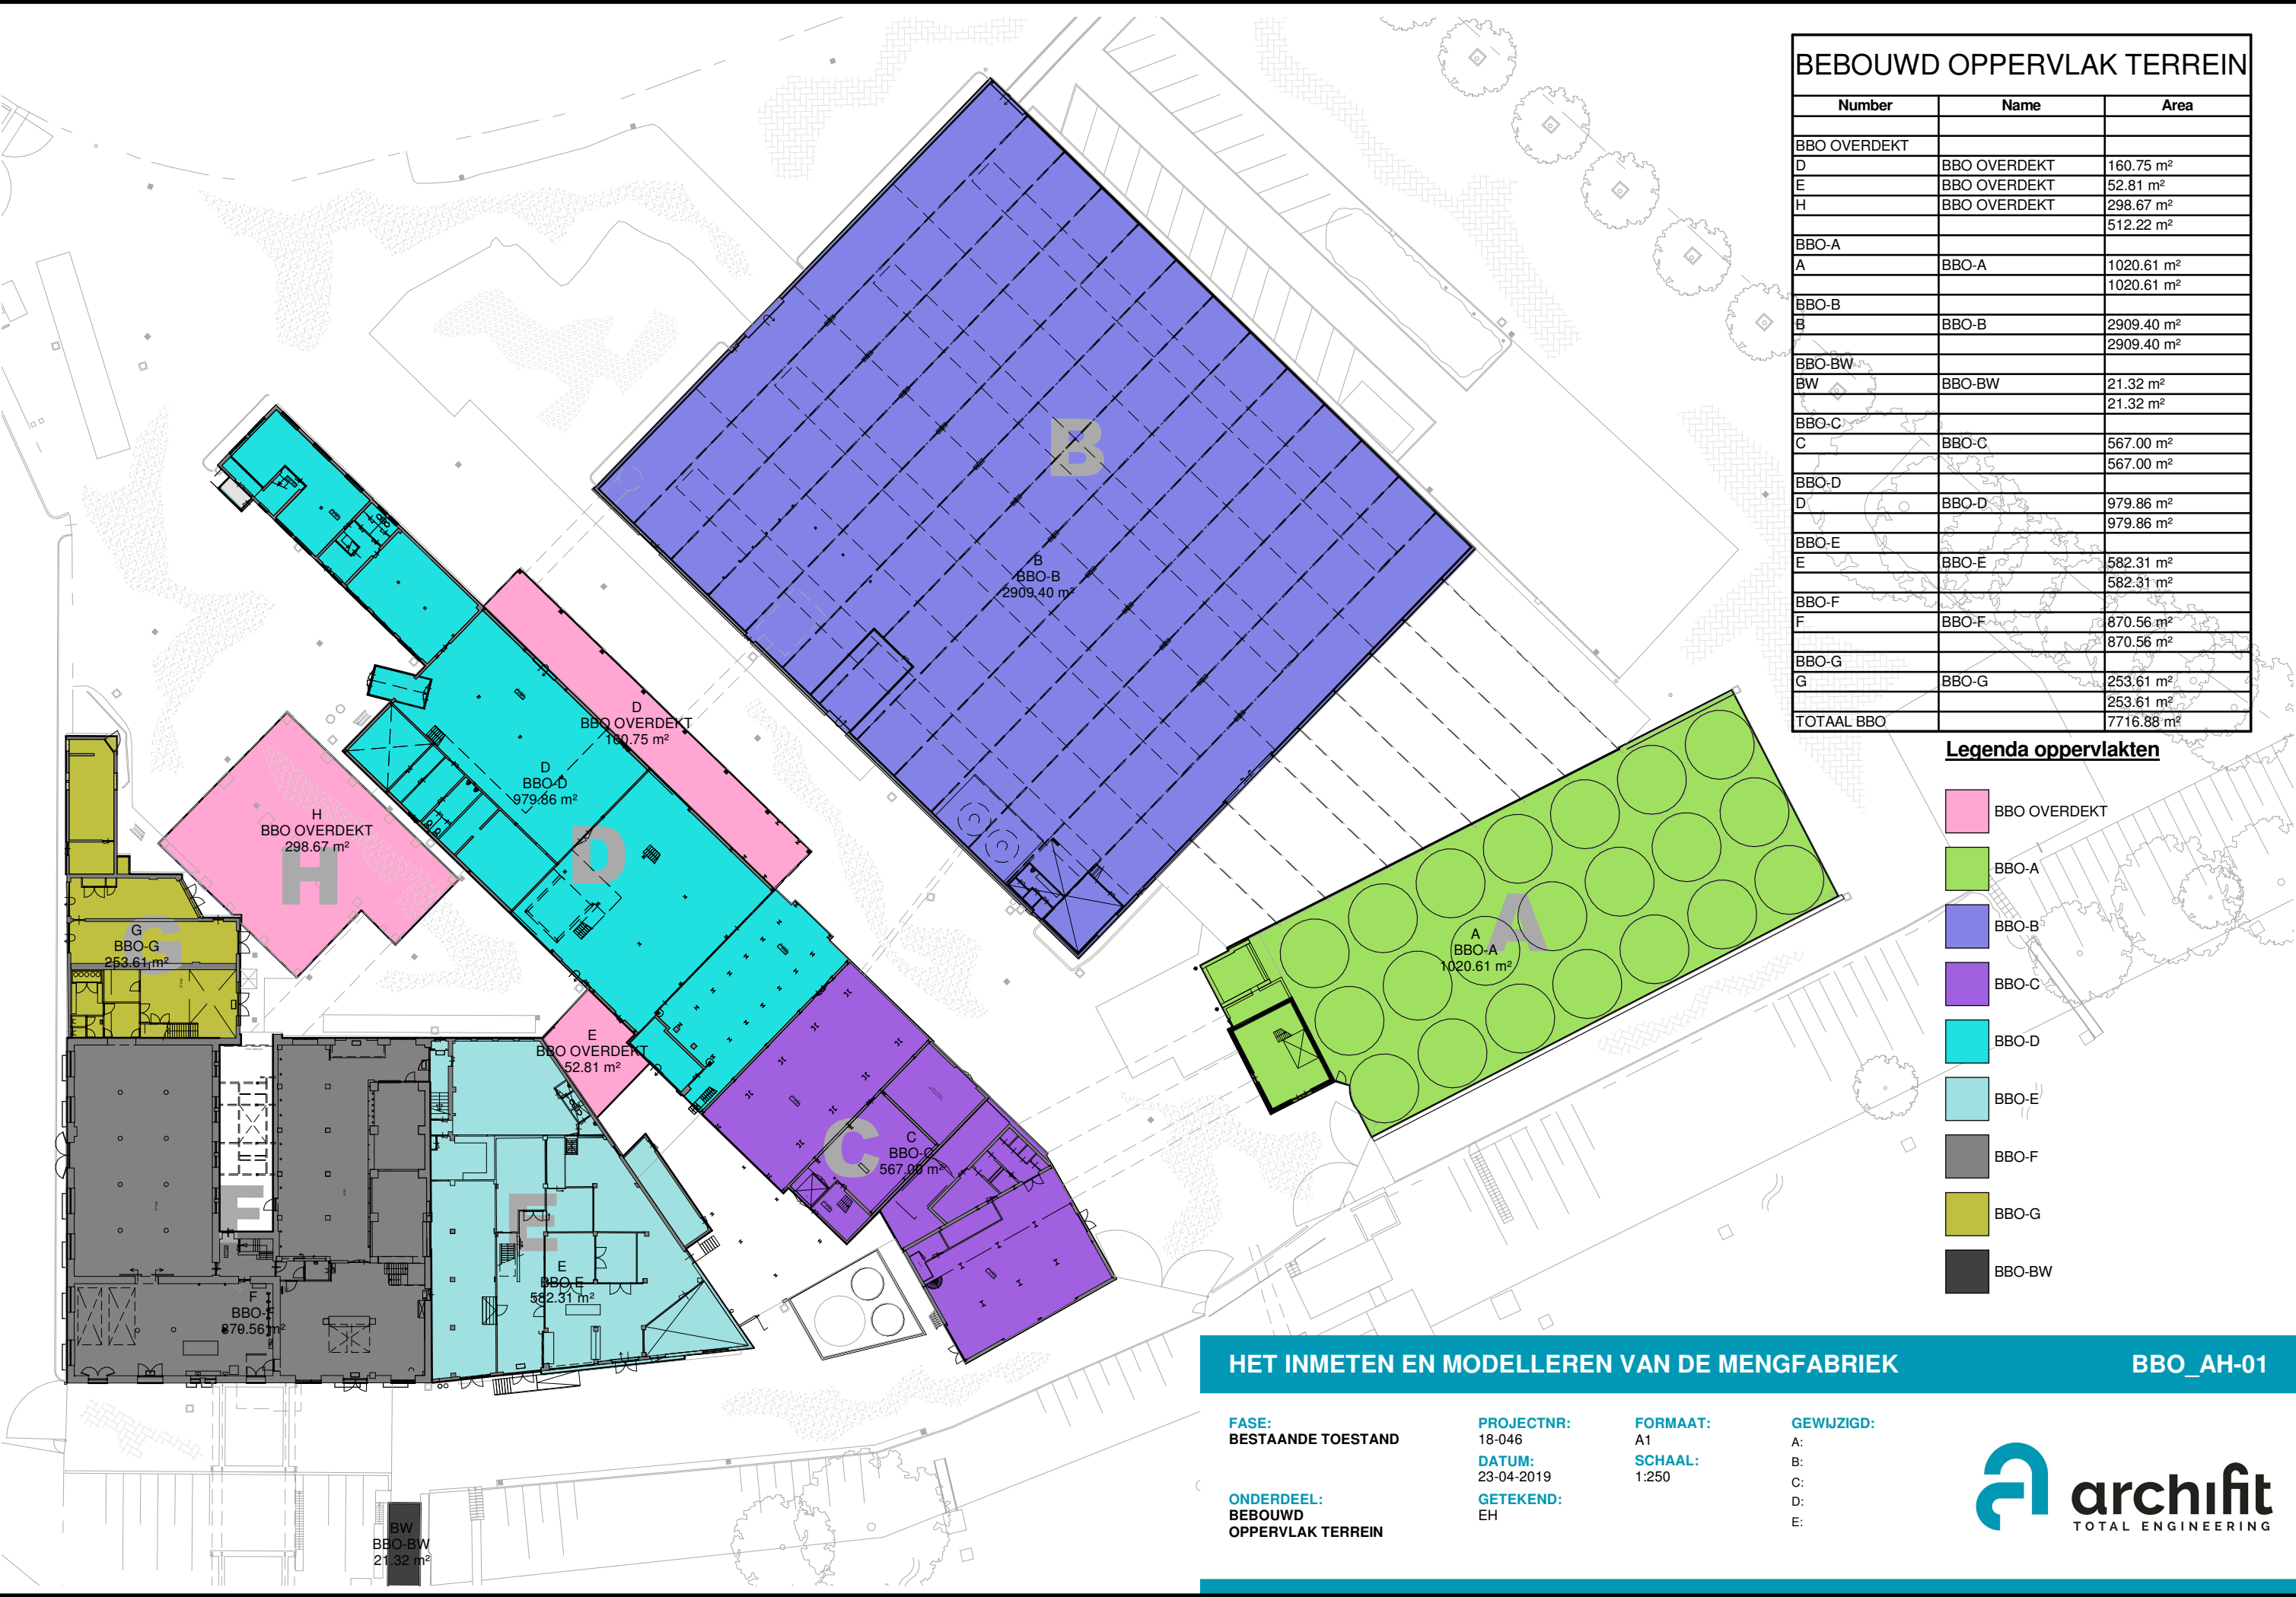 BEBOUWD OPPERVLAK TERREIN
Number Name Area
BBO OVERDEKT
D BBO OVERDEKT 160.75 m²
E BBO OVERDEKT 52.81 m²
H BBO OVERDEKT 298.67 m²
512.22 m²
BBO-A
A BBO-A 1020.61 m²
1020.61 m²
BBO-B
B BBO-B 2909.40 m²
2909.40 m²
BBO-BW
BW BBO-BW 21.32 m²
21.32 m²
BBO-C
C BBO-C 567.00 m²
567.00 m²
BBO-D
D BBO-D 979.86 m²
979.86 m²
BBO-E
E BBO-E 582.31 m²
582.31 m²
BBO-F
F BBO-F 870.56 m²
870.56 m²
BBO-G
G BBO-G 253.61 m²
253.61 m²
TOTAAL BBO 7716.88 m²
Legenda oppervlakten
BBO OVERDEKT
BBO-A
BBO-B
BBO-C
BBO-D
BBO-E
BBO-F
BBO-G
BBO-BW
B
B
BBO-B
2909.40 m²
D
BBO OVERDEKT
160.75 m²
D
BBO-D
979.86 m²
D
H
BBO OVERDEKT
298.67 m²
H
G
G
BBO-G
253.61 m²
A
A
BBO-A
1020.61 m²
E
BBO OVERDEKT
52.81 m²
C
C
BBO-C
567.00 m²
F
E
E
BBO-E
582.31 m²
F
BBO-F
870.56 m²
BW
BBO-BW
21.32 m²
HET INMETEN EN MODELLEREN VAN DE MENGFABRIEK BBO_AH-01
FASE:
BESTAANDE TOESTAND
ONDERDEEL:
BEBOUWD
OPPERVLAK TERREIN
PROJECTNR:
18-046
DATUM:
23-04-2019
GETEKEND:
EH
FORMAAT:
A1
SCHAAL:
1:250
GEWIJZIGD:
A:
B:
C:
D:
E:
archifit
TOTAL ENGINEERING